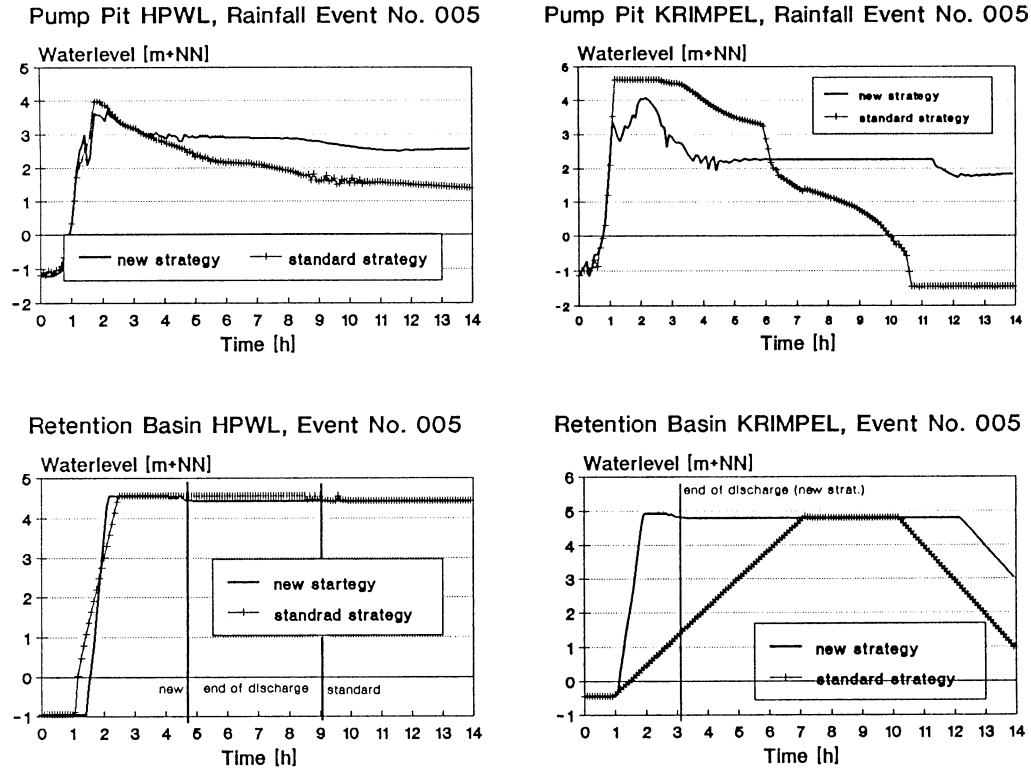 Pump Pit HPWL, Rainfall Event No. 005
Waterlevel [m+NN]
5
4
3
2
1
0
-1
-2
new strategy
standard strategy
0 1 2 3 4 5 6 7 8 9 10 11 12 13 14
Time [h]
Pump Pit KRIMPEL, Rainfall Event No. 005
Waterlevel [m+NN]
5
4
3
2
1
0
-1
-2
new strategy
standard strategy
0 1 2 3 4 5 6 7 8 9 10 11 12 13 14
Time [h]
Retention Basin HPWL, Event No. 005
Waterlevel [m+NN]
5
4
3
2
1
0
-1
new startegy
standrad strategy
new end of discharge standard
0 1 2 3 4 5 6 7 8 9 10 11 12 13 14
Time [h]
Retention Basin KRIMPEL, Event No. 005
Waterlevel [m+NN]
6
5
4
3
2
1
0
-1
end of discharge (new strat.)
new strategy
standard strategy
0 1 2 3 4 5 6 7 8 9 10 11 12 13 14
Time [h]